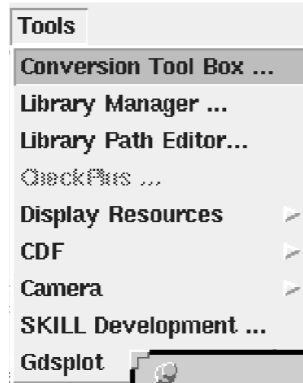 Tools
Conversion Tool Box ...
Library Manager ...
Library Path Editor...
CheckPlus ...
Display Resources
CDF
Camera
SKILL Development ...
Gdsplot